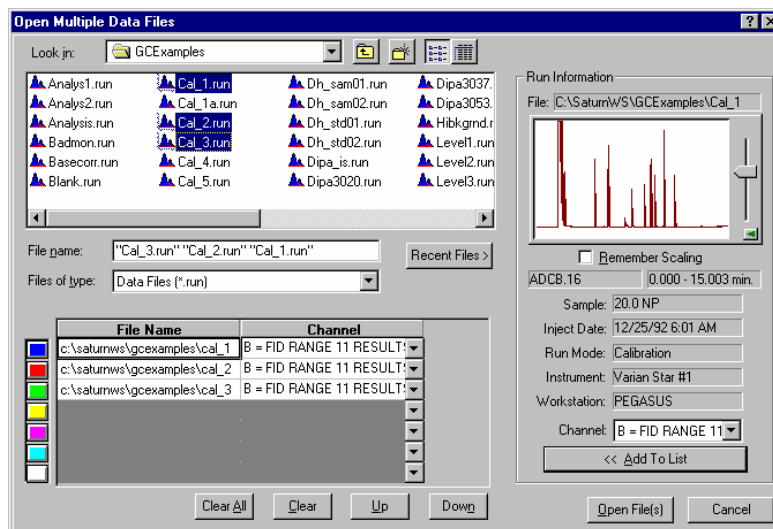 Open Multiple Data Files
Look in: GCExamples
Analys1.run
Analys2.run
Analysis.run
Badmon.run
Basecorr.run
Blank.run
Cal_1.run
Cal_1a.run
Cal_2.run
Cal_3.run
Cal_4.run
Cal_5.run
Dh_sam01.run
Dh_sam02.run
Dh_std01.run
Dh_std02.run
Dipa_is.run
Dipa3020.run
Dipa3037.
Dipa3053.
Hibkgrnd.r
Level1.run
Level2.run
Level3.run
File name: "Cal_3.run" "Cal_2.run" "Cal_1.run"
Recent Files >
Files of type: Data Files (*.run)
File Name Channel
c:\saturnws\gcexamples\cal_1 B = FID RANGE 11 RESULTS
c:\saturnws\gcexamples\cal_2 B = FID RANGE 11 RESULTS
c:\saturnws\gcexamples\cal_3 B = FID RANGE 11 RESULTS
Clear All Clear Up Down
Run Information
File: C:\SaturnWS\GCExamples\Cal_1
Remember Scaling
ADCB.16 0.000 - 15.003 min.
Sample: 20.0 NP
Inject Date: 12/25/92 6:01 AM
Run Mode: Calibration
Instrument: Varian Star #1
Workstation: PEGASUS
Channel: B = FID RANGE 11
<< Add To List
Open File(s) Cancel